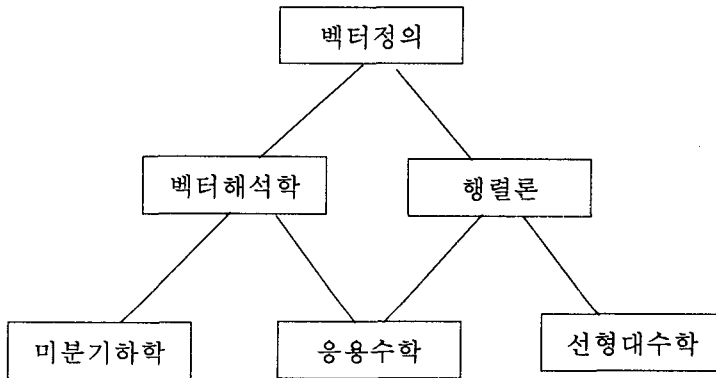 벡터정의
벡터해석학
행렬론
미분기하학
응용수학
선형대수학